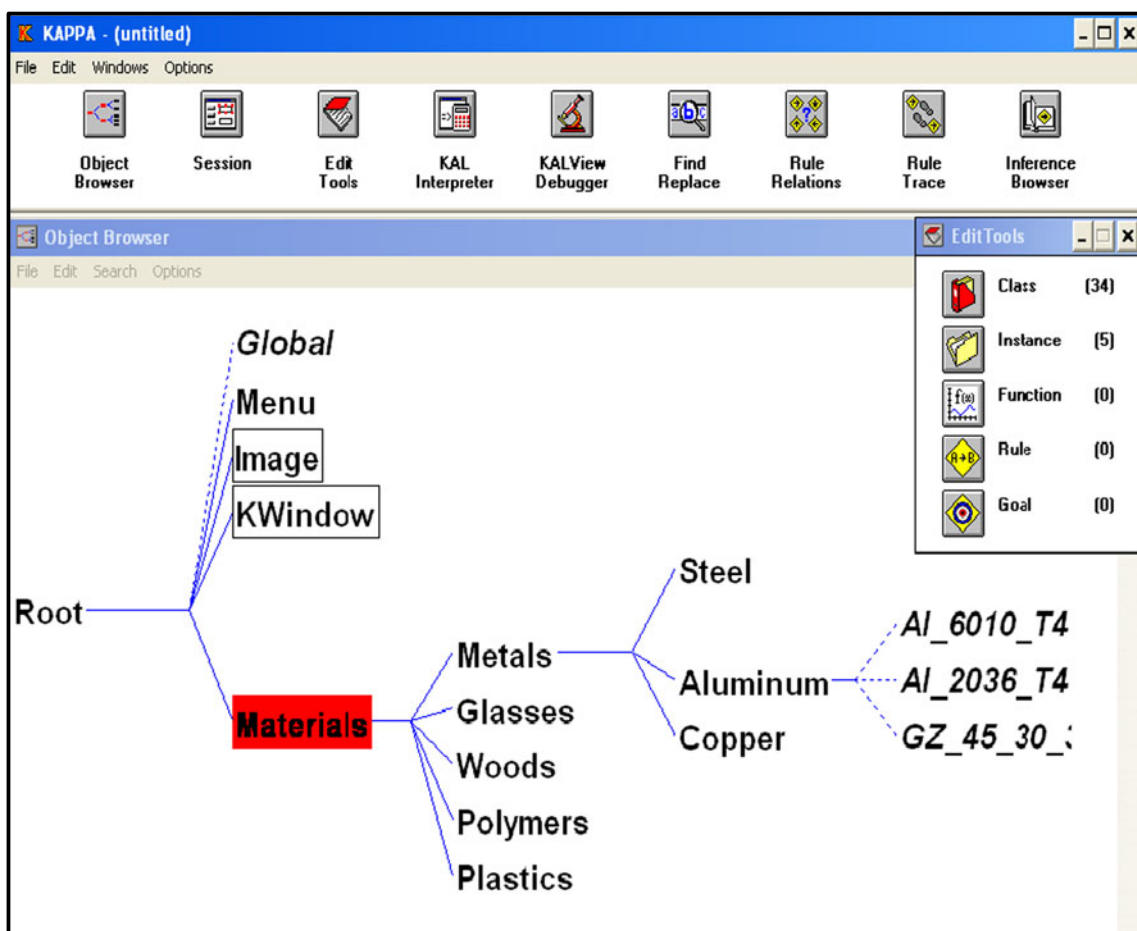 KAPPA - (untitled)
File Edit Windows Options
Object Browser
Session
Edit Tools
KAL Interpreter
KALView Debugger
Find Replace
Rule Relations
Rule Trace
Inference Browser
Object Browser
File Edit Search Options
EditTools
Class (34)
Instance (5)
Function (0)
Rule (0)
Goal (0)
Global
Menu
Image
KWindow
Root
Materials
Metals
Glasses
Woods
Polymers
Plastics
Steel
Aluminum
Copper
Al_6010_T4
Al_2036_T4
GZ_45_30_